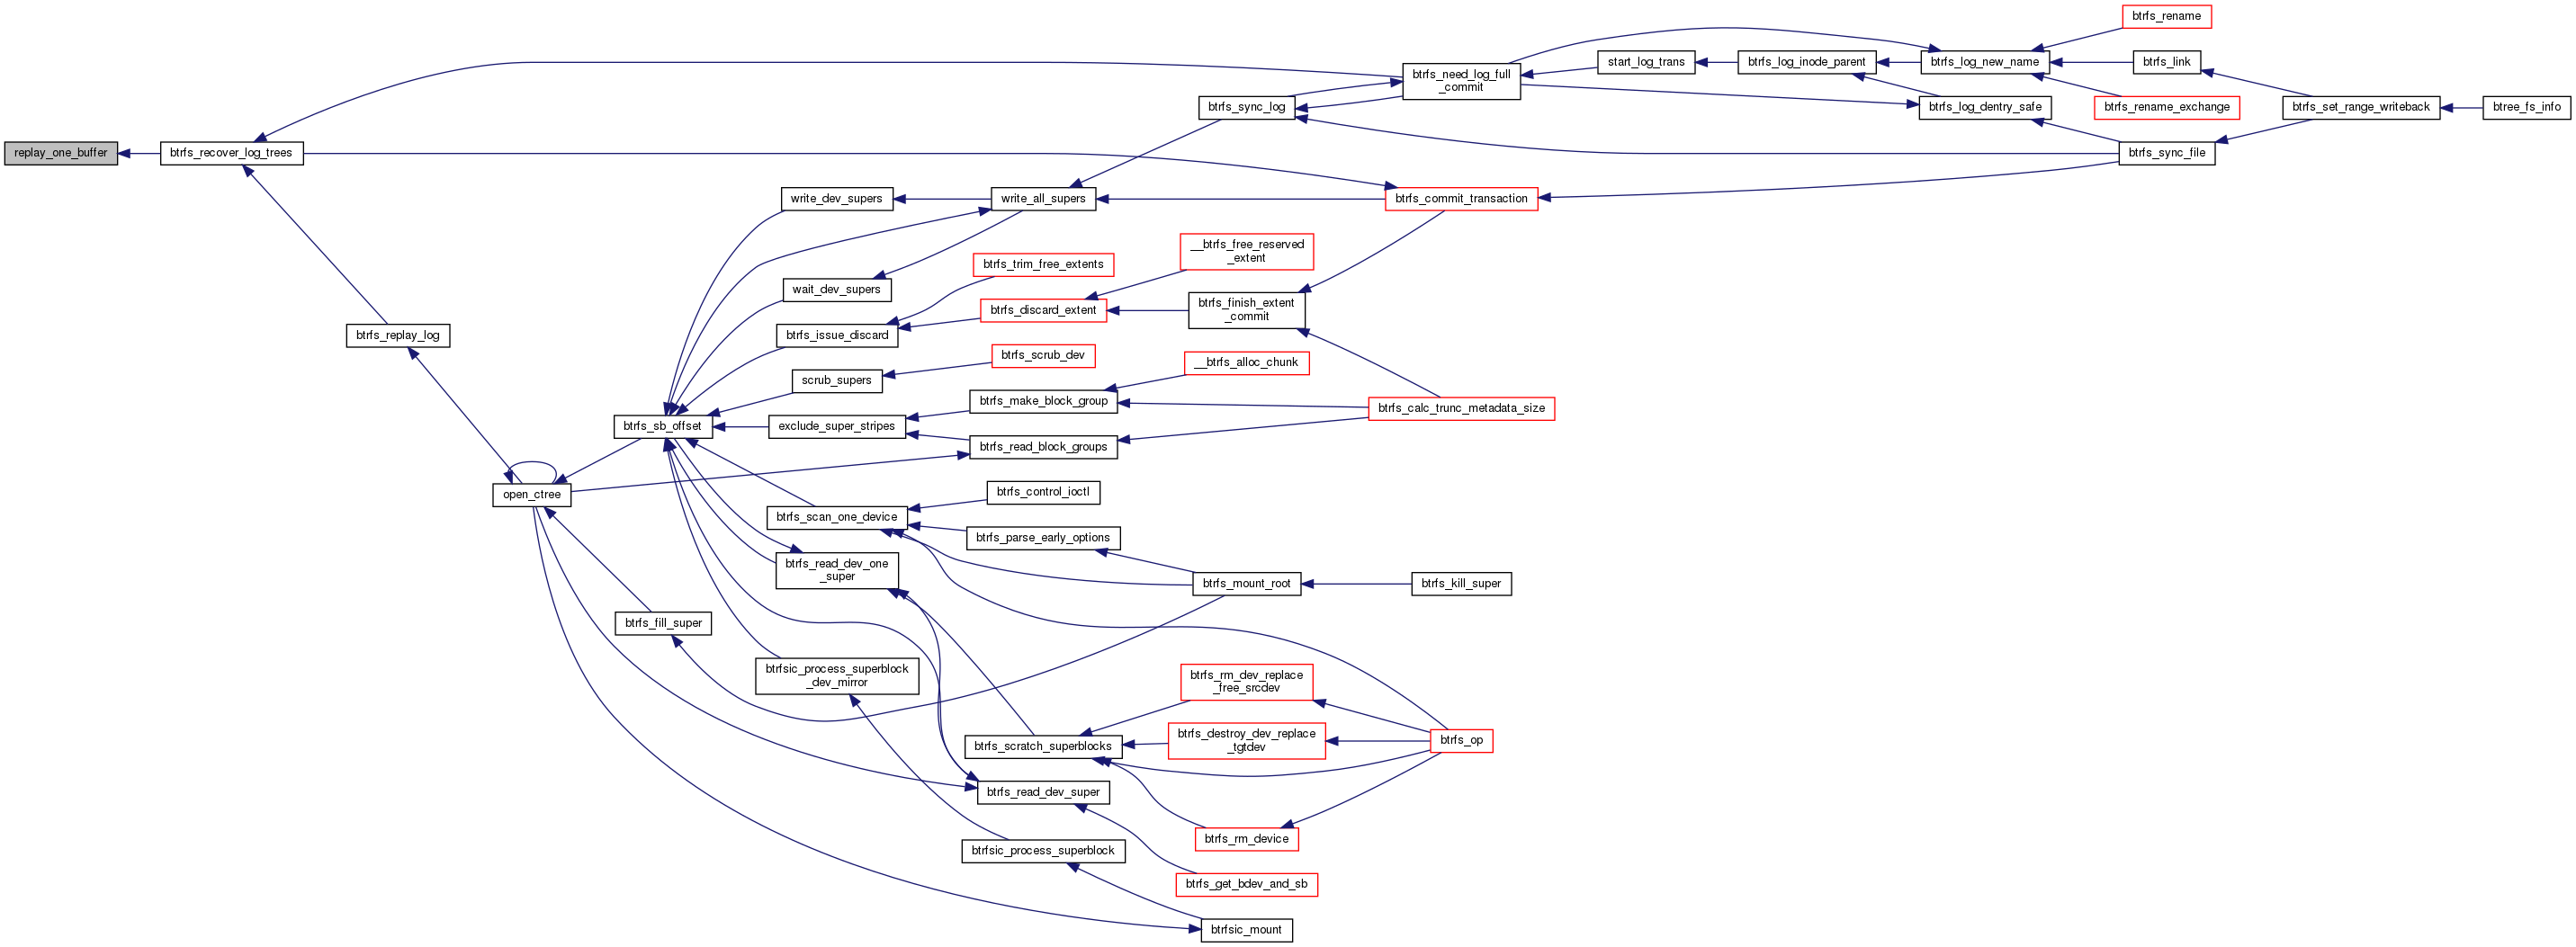 btrfs_rename
btrfs_need_log_full
_commit
start_log_trans
btrfs_log_inode_parent
btrfs_log_new_name
btrfs_link
btrfs_sync_log
btrfs_log_dentry_safe
btrfs_rename_exchange
btrfs_set_range_writeback
btree_fs_info
replay_one_buffer
btrfs_recover_log_trees
btrfs_sync_file
write_dev_supers
write_all_supers
btrfs_commit_transaction
__btrfs_free_reserved
_extent
btrfs_trim_free_extents
wait_dev_supers
btrfs_discard_extent
btrfs_finish_extent
_commit
btrfs_replay_log
btrfs_issue_discard
btrfs_scrub_dev
__btrfs_alloc_chunk
scrub_supers
btrfs_make_block_group
btrfs_calc_trunc_metadata_size
btrfs_sb_offset
exclude_super_stripes
btrfs_read_block_groups
open_ctree
btrfs_control_ioctl
btrfs_scan_one_device
btrfs_parse_early_options
btrfs_read_dev_one
_super
btrfs_mount_root
btrfs_kill_super
btrfs_fill_super
btrfsic_process_superblock
_dev_mirror
btrfs_rm_dev_replace
_free_srcdev
btrfs_scratch_superblocks
btrfs_destroy_dev_replace
_tgtdev
btrfs_op
btrfs_read_dev_super
btrfs_rm_device
btrfsic_process_superblock
btrfs_get_bdev_and_sb
btrfsic_mount